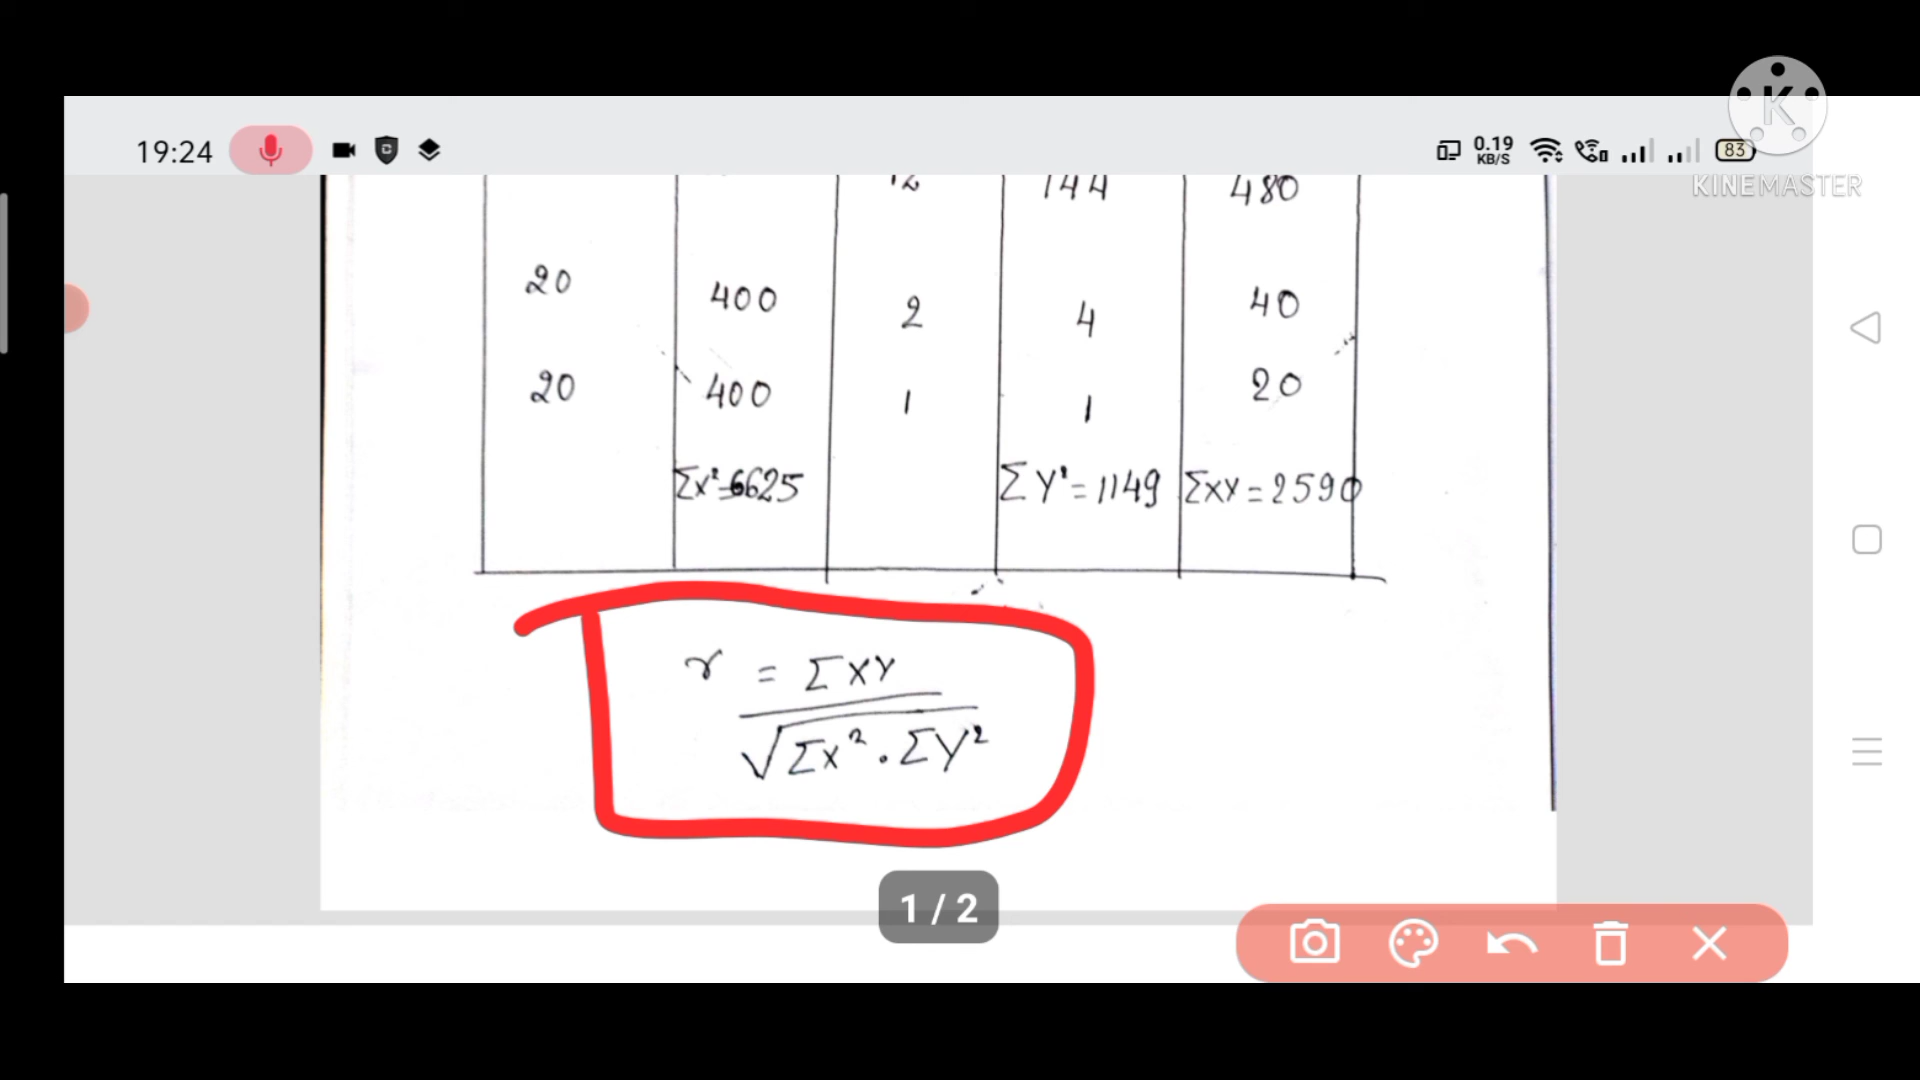 19:24 0.19 KB/S 83
K
KINEMASTER
12 144 480
20 400 2 4 40
20 400 1 1 20
Σx²=6625 ΣY²=1149 ΣXY=2590
r = ΣXY
√Σx².ΣY²
1/2